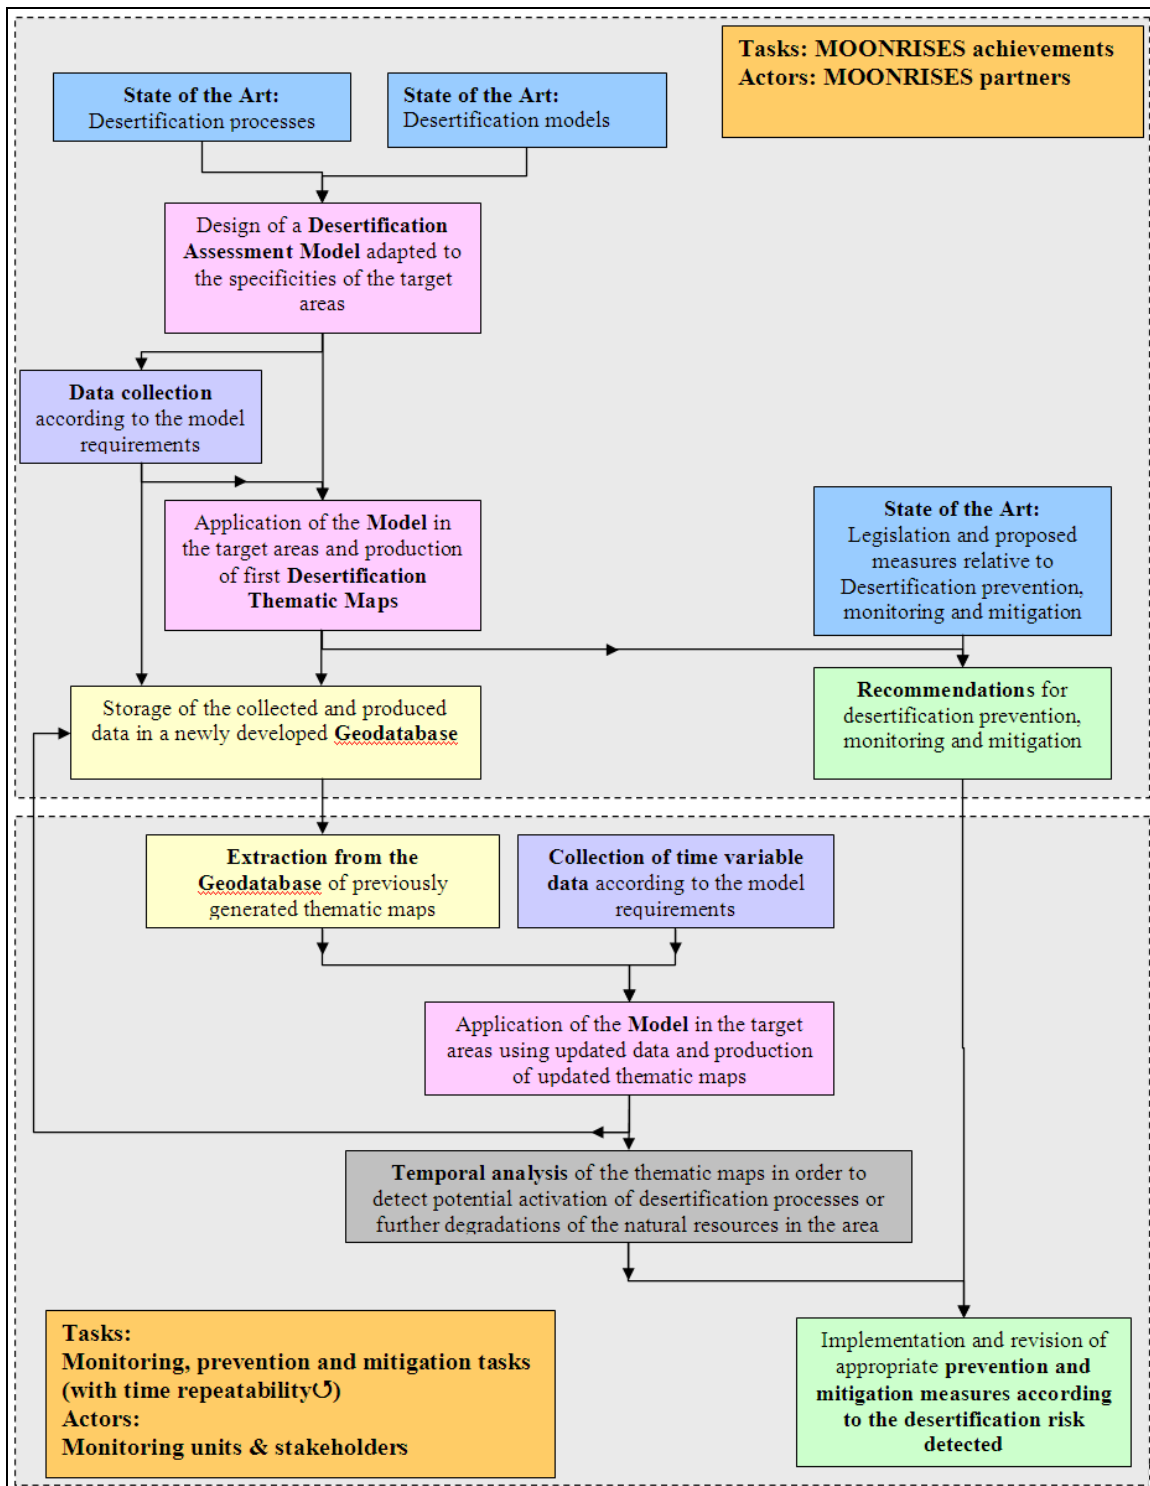 Tasks: MOONRISES achievements
Actors: MOONRISES partners
State of the Art:
Desertification processes
State of the Art:
Desertification models
Design of a Desertification
Assessment Model adapted to
the specificities of the target
areas
Data collection
according to the model
requirements
Application of the Model in
the target areas and production
of first Desertification
Thematic Maps
State of the Art:
Legislation and proposed
measures relative to
Desertification prevention,
monitoring and mitigation
Storage of the collected and produced
data in a newly developed Geodatabase
Recommendations for
desertification prevention,
monitoring and mitigation
Extraction from the
Geodatabase of previously
generated thematic maps
Collection of time variable
data according to the model
requirements
Application of the Model in the target
areas using updated data and production
of updated thematic maps
Temporal analysis of the thematic maps in order to
detect potential activation of desertification processes or
further degradations of the natural resources in the area
Tasks:
Monitoring, prevention and mitigation tasks
(with time repeatability↺)
Actors:
Monitoring units & stakeholders
Implementation and revision of
appropriate prevention and
mitigation measures according
to the desertification risk
detected